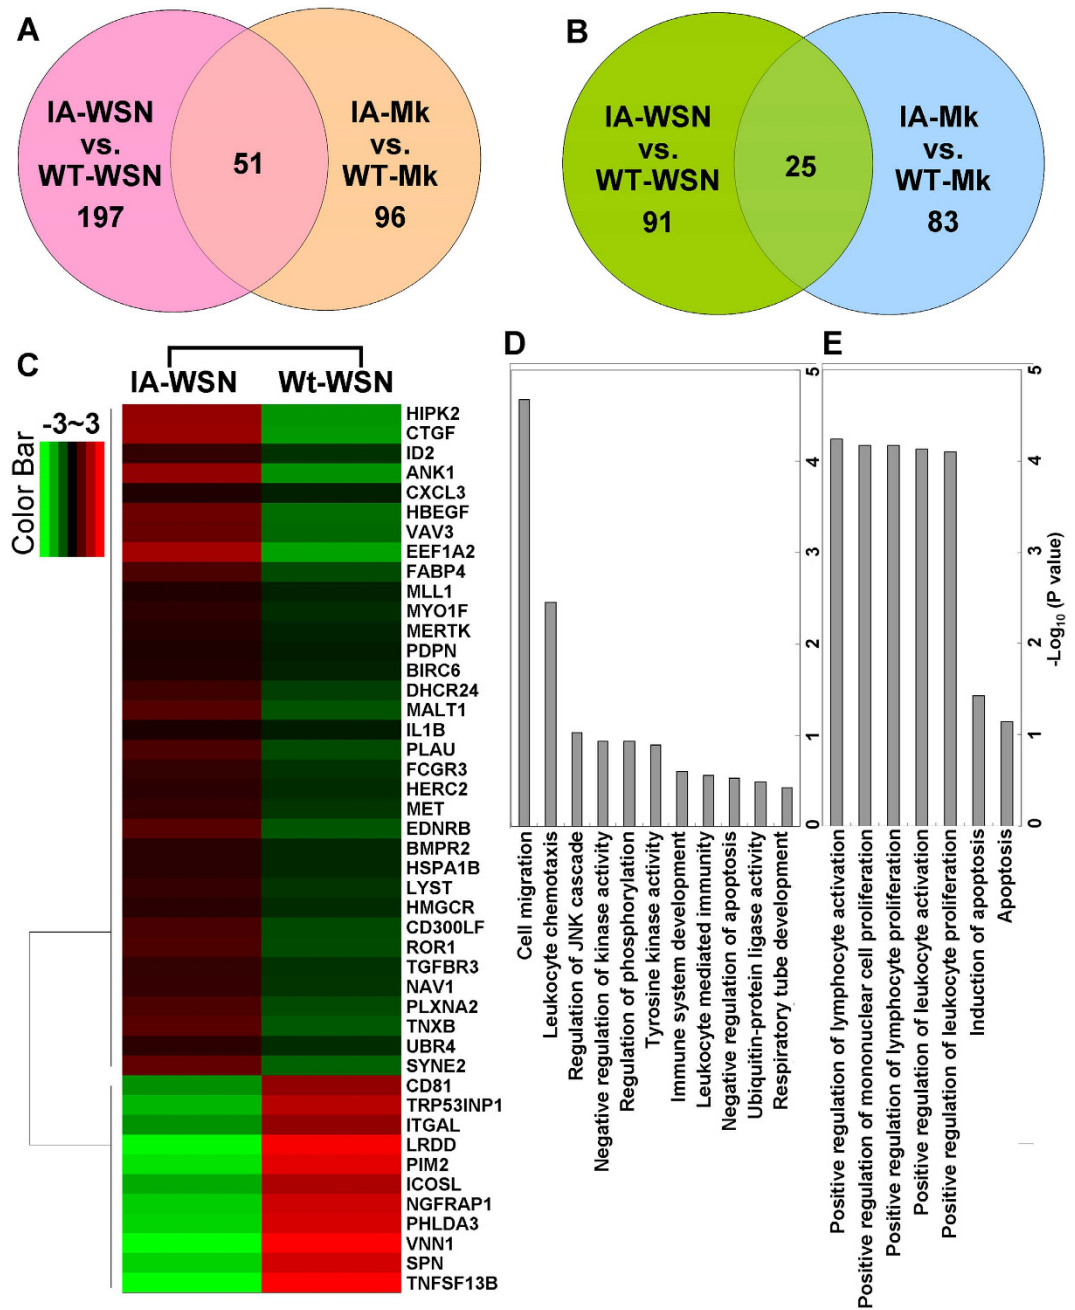 A
IA-WSN
vs.
WT-WSN
197
51
IA-Mk
vs.
WT-Mk
96
B
IA-WSN
vs.
WT-WSN
91
25
IA-Mk
vs.
WT-Mk
83
C
IA-WSN
Wt-WSN
-3~3
Color Bar
HIPK2
CTGF
ID2
ANK1
CXCL3
HBEGF
VAV3
EEF1A2
FABP4
MLL1
MYO1F
MERTK
PDPN
BIRC6
DHCR24
MALT1
IL1B
PLAU
FCGR3
HERC2
MET
EDNRB
BMPR2
HSPA1B
LYST
HMGCR
CD300LF
ROR1
TGFBR3
NAV1
PLXNA2
TNXB
UBR4
SYNE2
CD81
TRP53INP1
ITGAL
LRDD
PIM2
ICOSL
NGFRAP1
PHLDA3
VNN1
SPN
TNFSF13B
D
5
4
3
2
1
0
Cell migration
Leukocyte chemotaxis
Regulation of JNK cascade
Negative regulation of kinase activity
Regulation of phosphorylation
Tyrosine kinase activity
Immune system development
Leukocyte mediated immunity
Negative regulation of apoptosis
Ubiquitin-protein ligase activity
Respiratory tube development
E
5
4
3
2
1
0
-Log10 (P value)
Positive regulation of lymphocyte activation
Positive regulation of mononuclear cell proliferation
Positive regulation of lymphocyte proliferation
Positive regulation of leukocyte activation
Positive regulation of leukocyte proliferation
Induction of apoptosis
Apoptosis